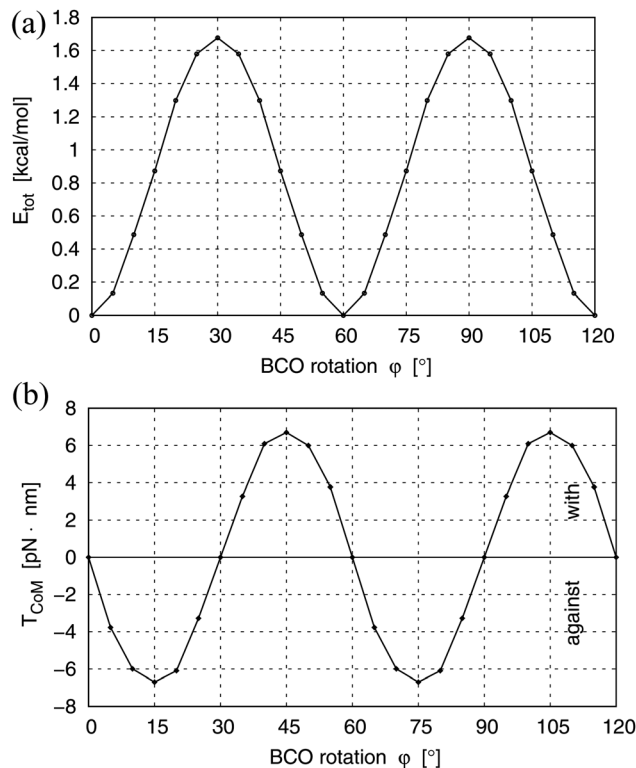 (a)
1.8
1.6
1.4
1.2
1
0.8
0.6
0.4
0.2
0
E_tot [kcal/mol]
0 15 30 45 60 75 90 105 120
BCO rotation φ [°]
(b)
8
6
4
2
0
−2
−4
−6
−8
T_CoM [pN · nm]
with
against
0 15 30 45 60 75 90 105 120
BCO rotation φ [°]